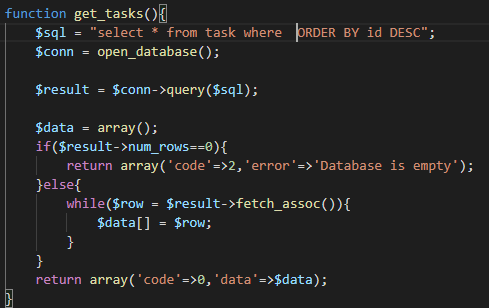 function get_tasks(){
$sql = "select * from task where  ORDER BY id DESC";
$conn = open_database();
$result = $conn->query($sql);
$data = array();
if($result->num_rows==0){
return array('code'=>2,'error'=>'Database is empty');
}else{
while($row = $result->fetch_assoc()){
$data[] = $row;
}
}
return array('code'=>0,'data'=>$data);
}